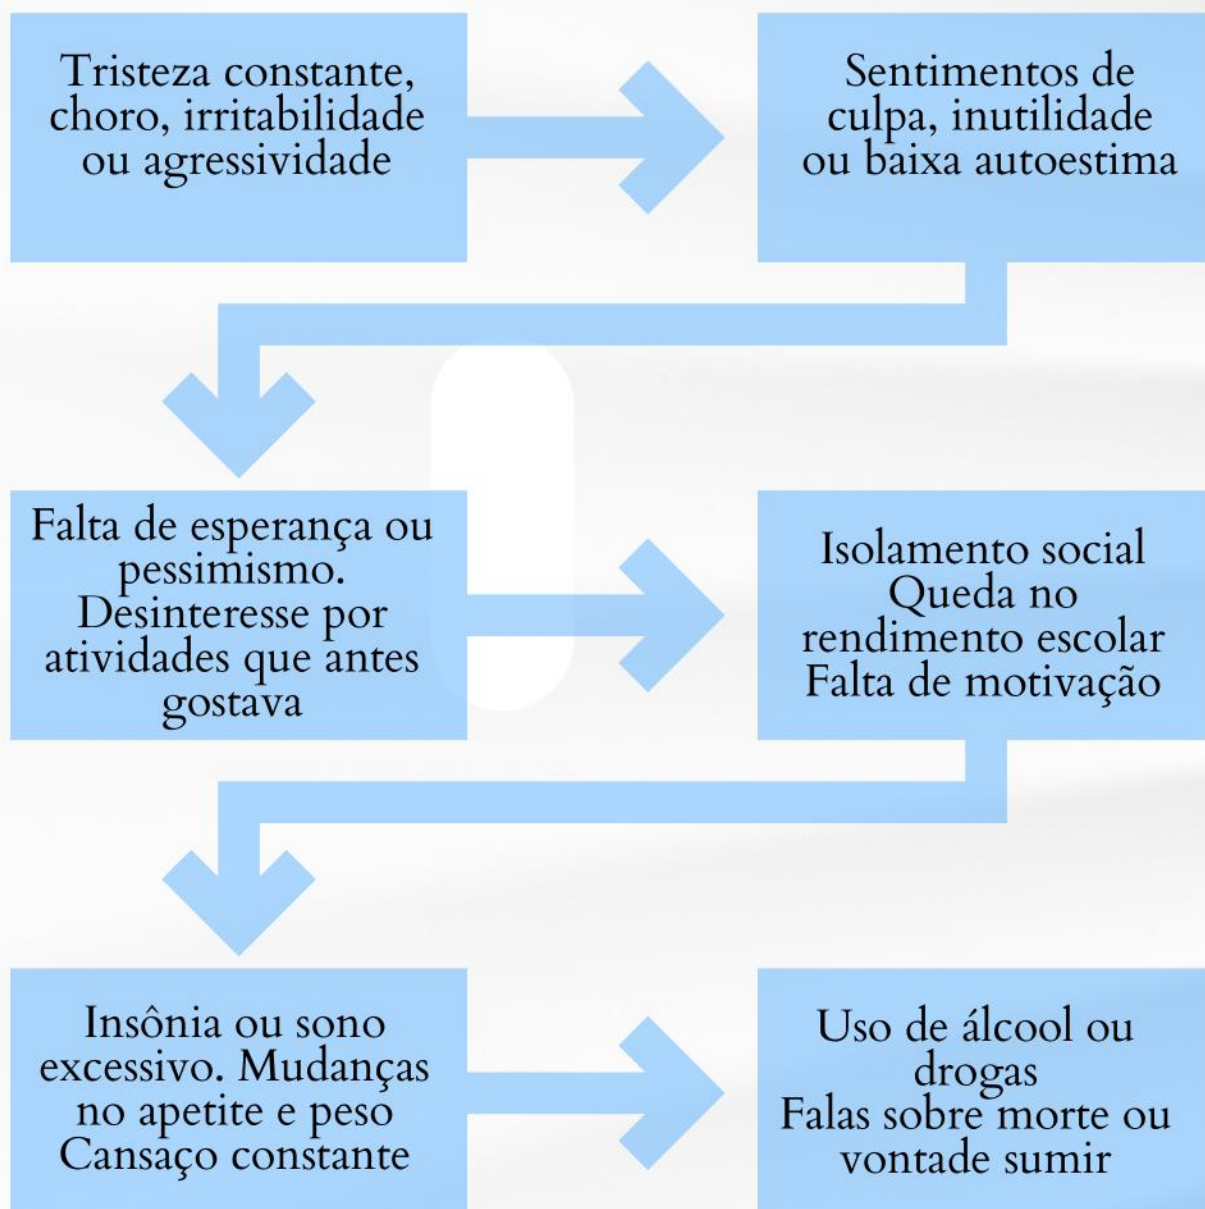 Tristeza constante,
choro, irritabilidade
ou agressividade
Sentimentos de
culpa, inutilidade
ou baixa autoestima
Falta de esperança ou
pessimismo.
Desinteresse por
atividades que antes
gostava
Isolamento social
Queda no
rendimento escolar
Falta de motivação
Insônia ou sono
excessivo. Mudanças
no apetite e peso
Cansaço constante
Uso de álcool ou
drogas
Falas sobre morte ou
vontade sumir